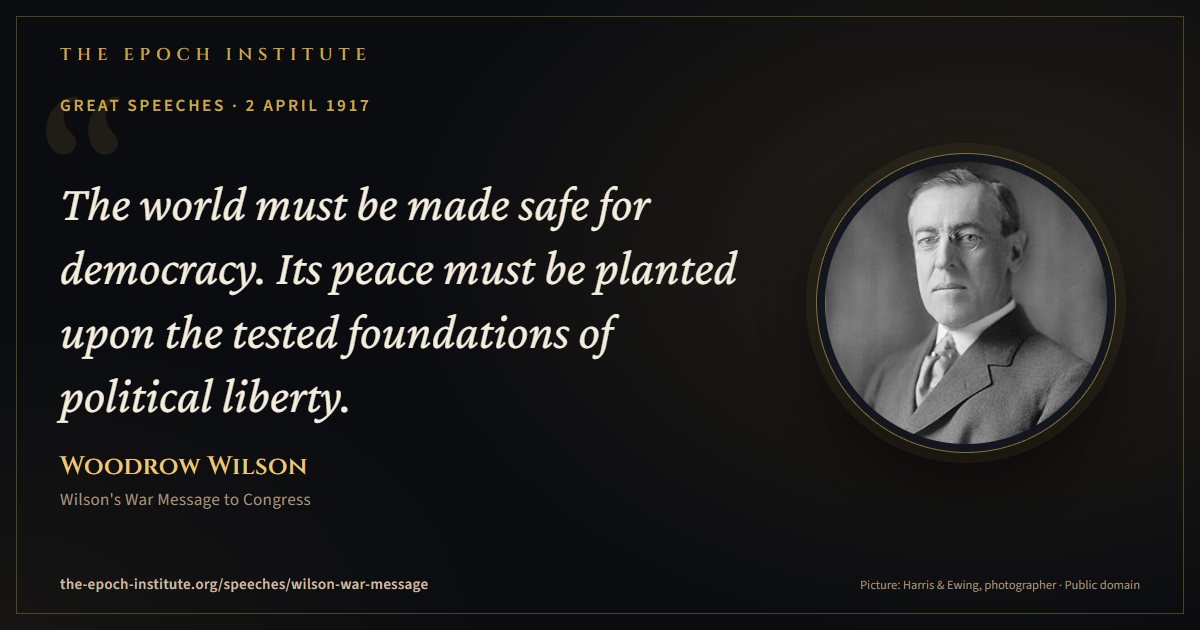 THE EPOCH INSTITUTE
GREAT SPEECHES · 2 APRIL 1917
“
The world must be made safe for
democracy. Its peace must be planted
upon the tested foundations of
political liberty.
WOODROW WILSON
Wilson's War Message to Congress
the-epoch-institute.org/speeches/wilson-war-message
Picture: Harris & Ewing, photographer · Public domain